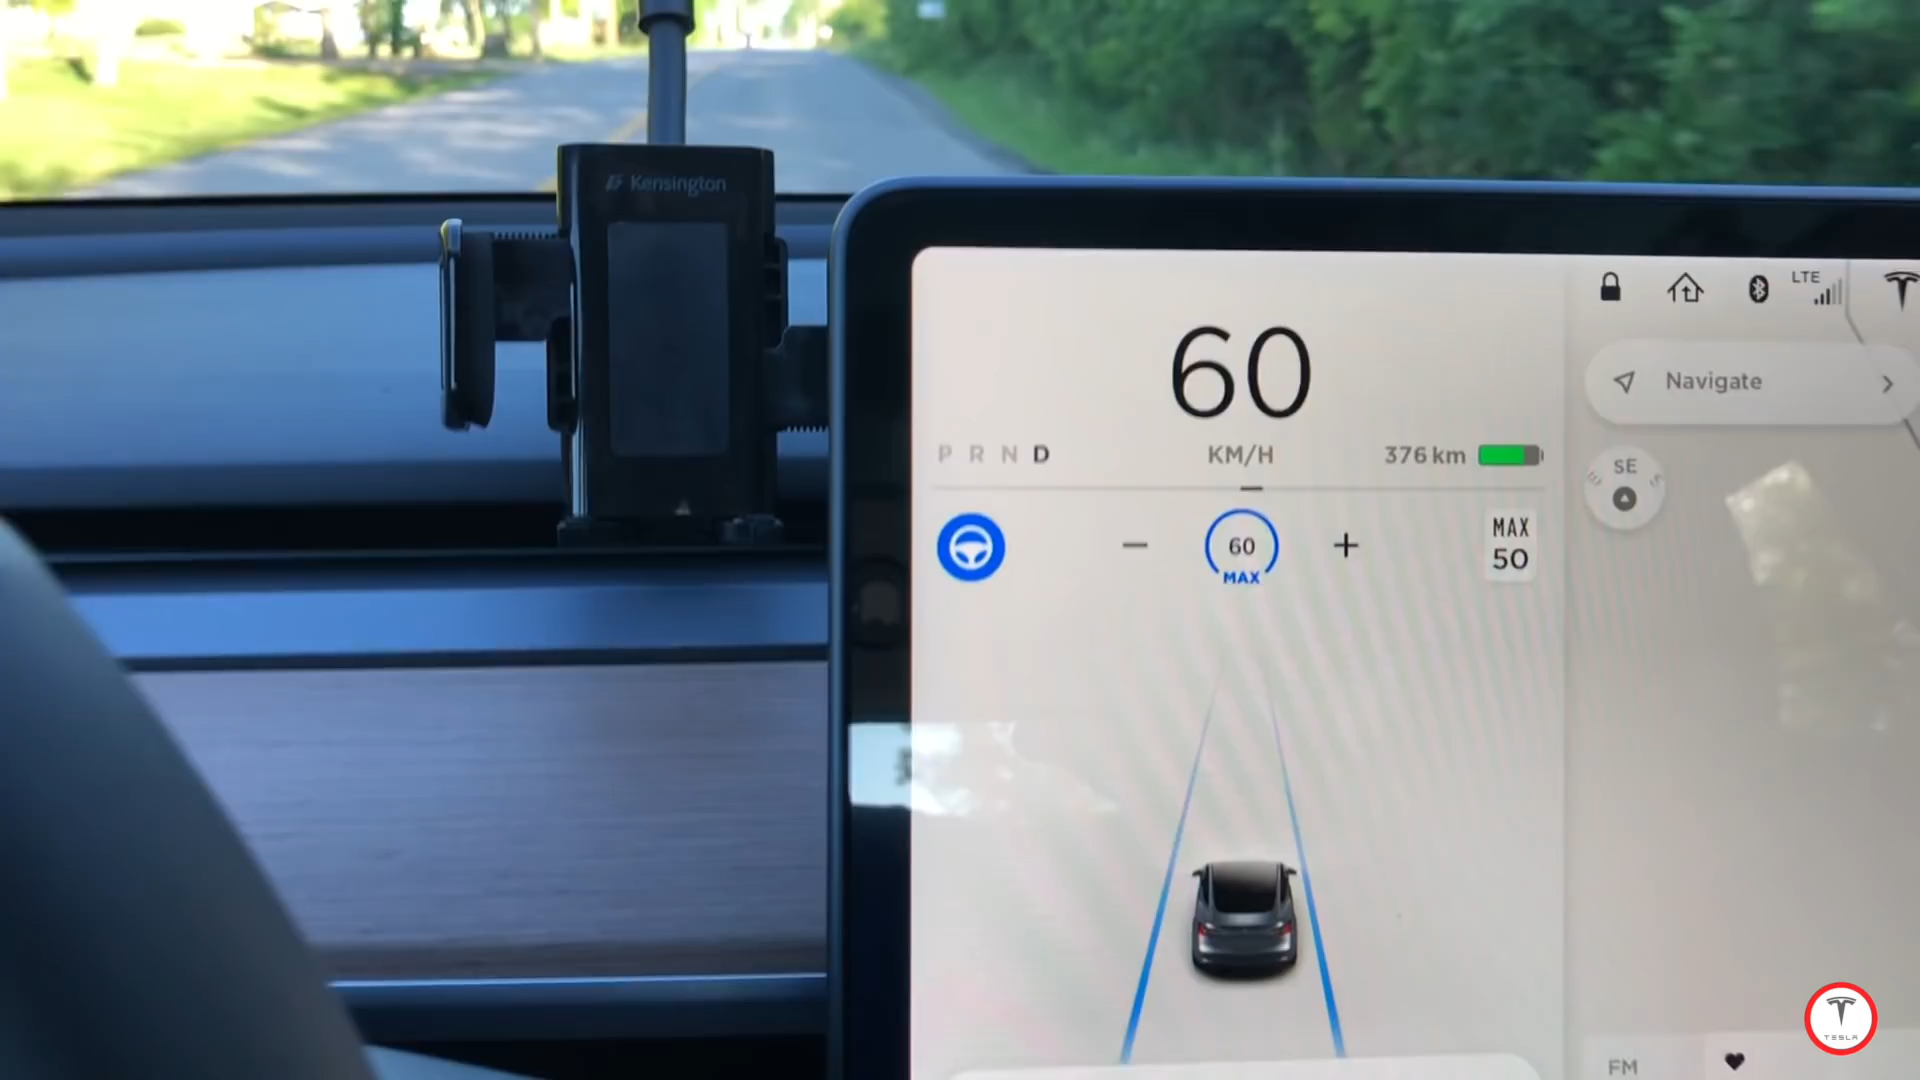 Kensington
LTE
60
Navigate
P R N D
KM/H
376 km
SE
60
MAX
MAX
50
FM
TESLA